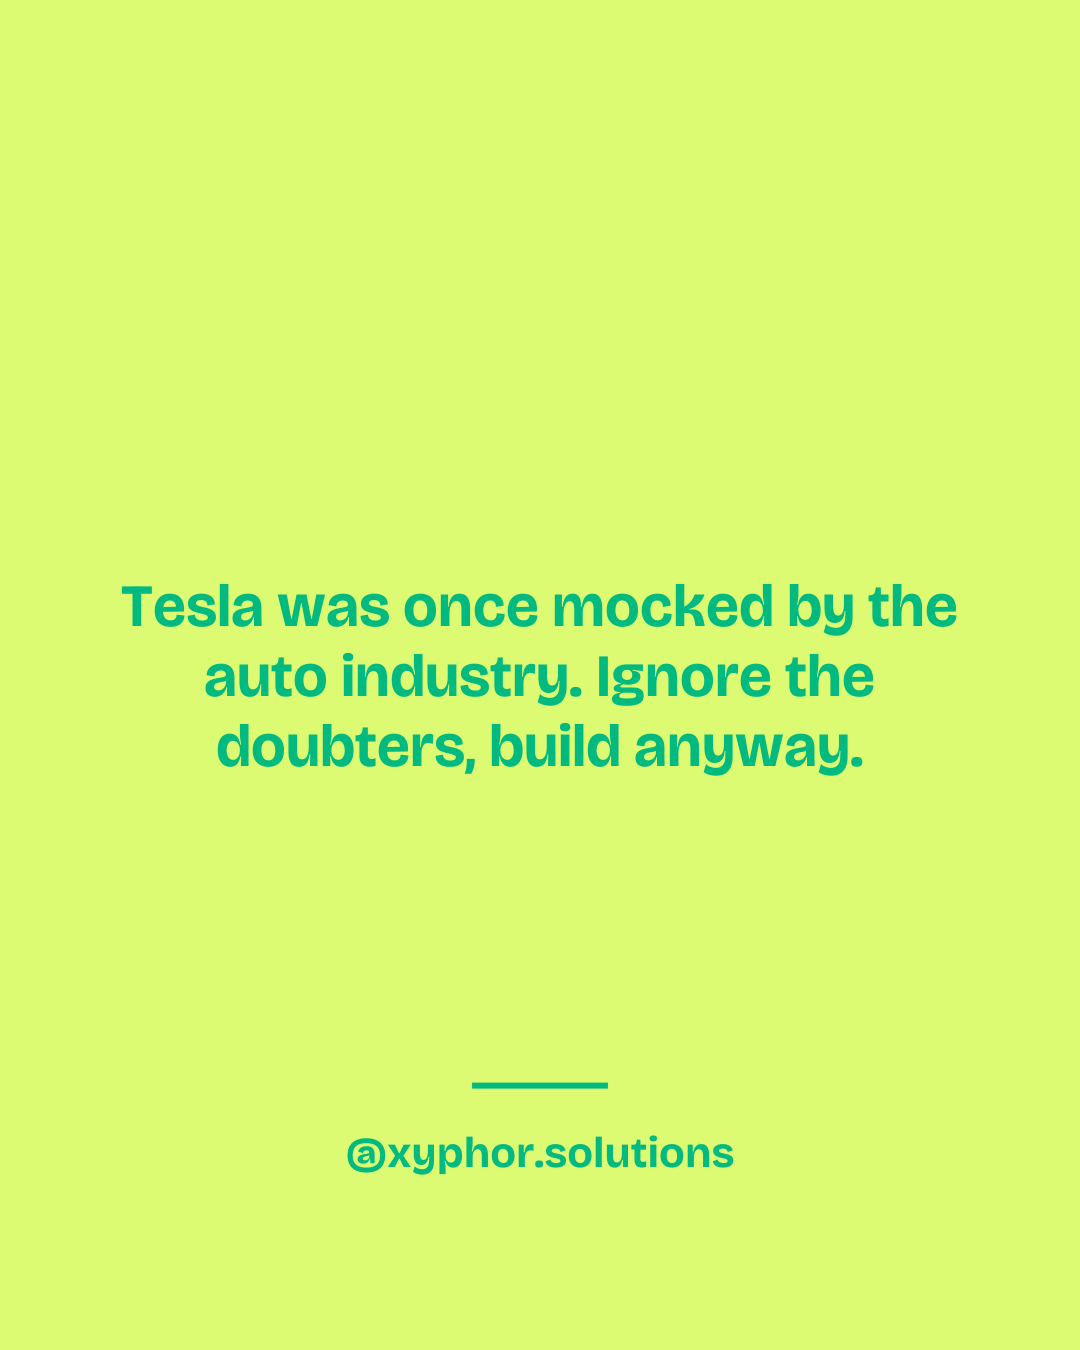 Tesla was once mocked by the
auto industry. Ignore the
doubters, build anyway.
@xyphor.solutions